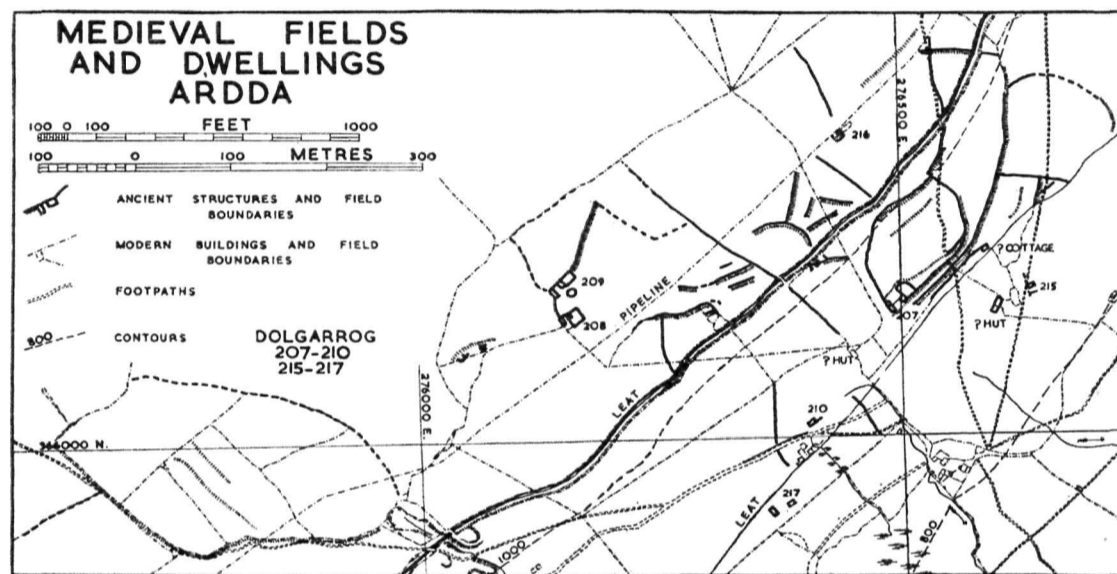 MEDIEVAL FIELDS
AND DWELLINGS
ARDDA
100 0 100 FEET 1000
100 0 100 METRES 300
ANCIENT STRUCTURES AND FIELD
BOUNDARIES
MODERN BUILDINGS AND FIELD
BOUNDARIES
FOOTPATHS
800 CONTOURS
DOLGARROG
207-210
215-217
276500 E.
216
? COTTAGE
215
209
PIPELINE
208
207
? HUT
? HUT
276000 E.
LEAT
210
366000 N.
217
LEAT
800
1000